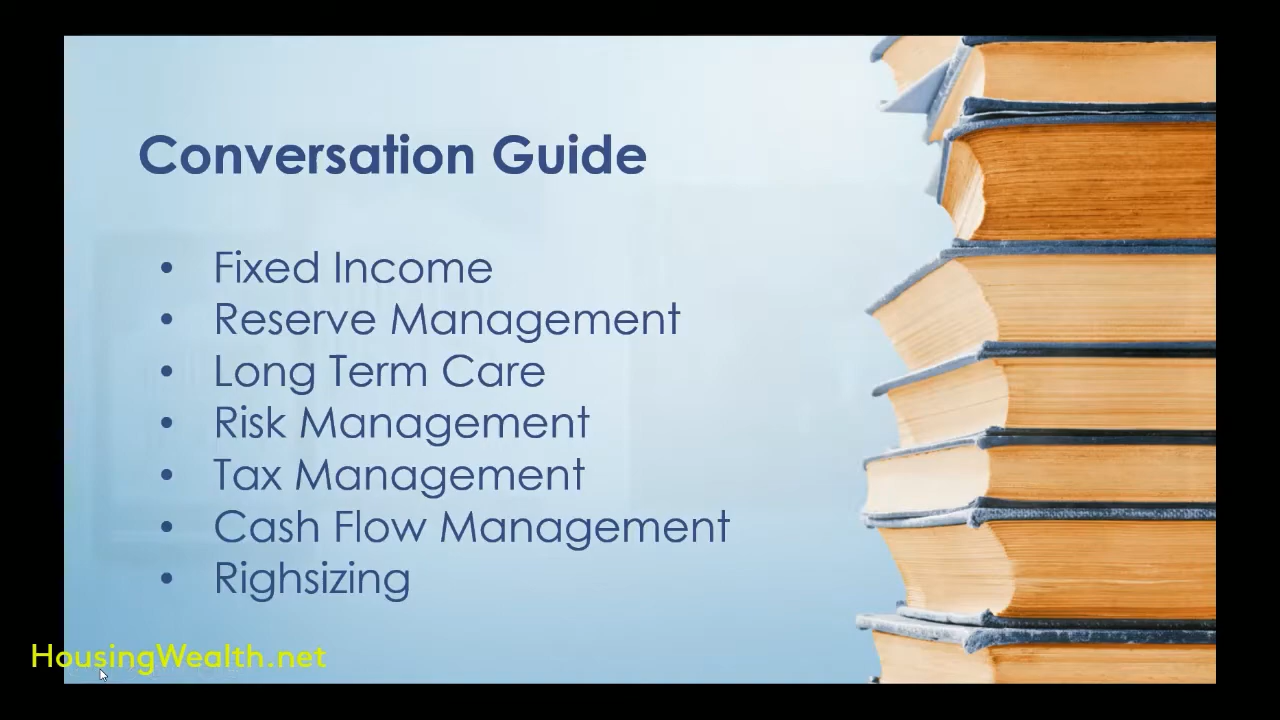 Conversation Guide
• Fixed Income
• Reserve Management
• Long Term Care
• Risk Management
• Tax Management
• Cash Flow Management
• Righsizing
HousingWealth.net